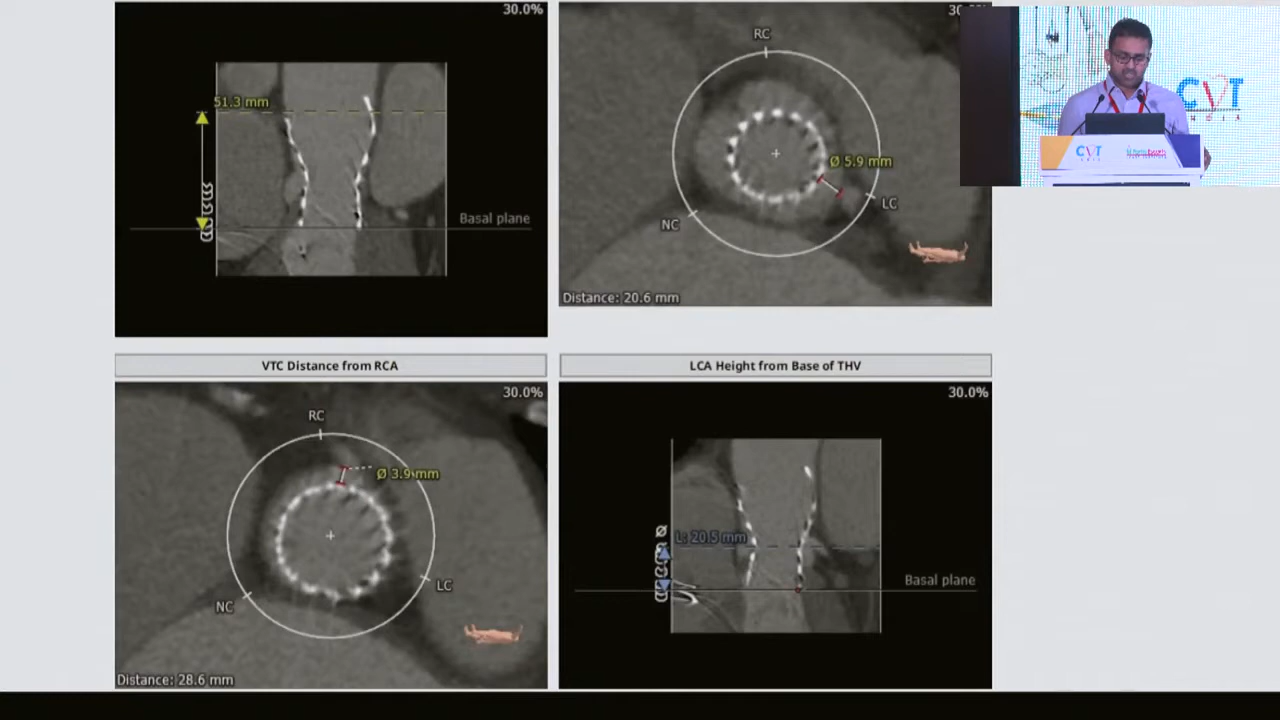 30.0%
51.3 mm
Basal plane
RC
Ø 5.9 mm
LC
NC
Distance: 20.6 mm
CVT
INDIA
CVT
VTC Distance from RCA
LCA Height from Base of THV
30.0%
RC
Ø 3.9 mm
LC
NC
Distance: 28.6 mm
30.0%
Ø
L: 20.5 mm
Basal plane